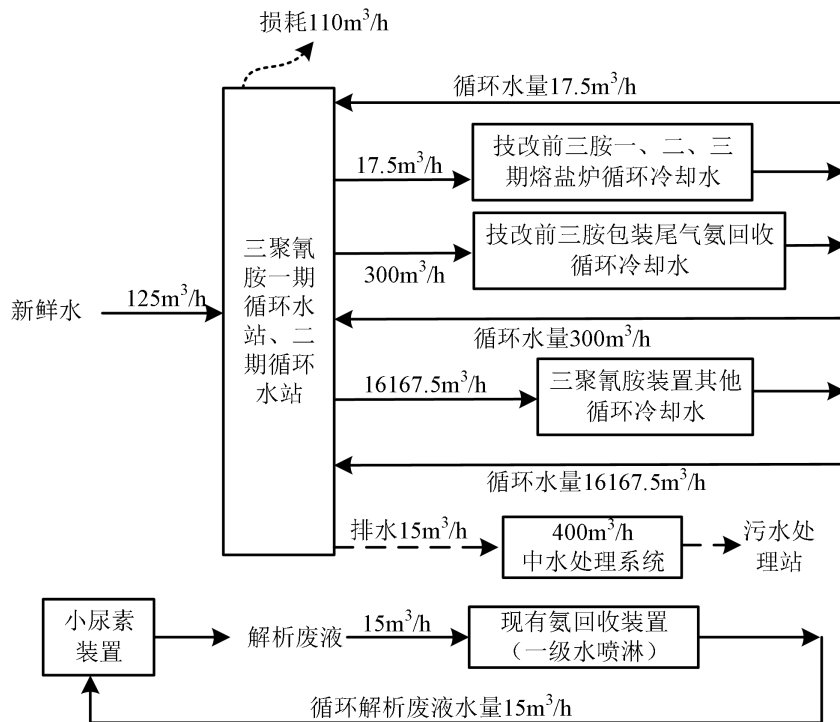 损耗110m³/h
循环水量17.5m³/h
17.5m³/h
技改前三胺一、二、三
期熔盐炉循环冷却水
三聚氰
胺一期
循环水
站、二
期循环
水站
300m³/h
技改前三胺包装尾气氨回收
循环冷却水
新鲜水
125m³/h
循环水量300m³/h
16167.5m³/h
三聚氰胺装置其他
循环冷却水
循环水量16167.5m³/h
排水15m³/h
400m³/h
中水处理系统
污水处
理站
小尿素
装置
解析废液
15m³/h
现有氨回收装置
（一级水喷淋）
循环解析废液水量15m³/h